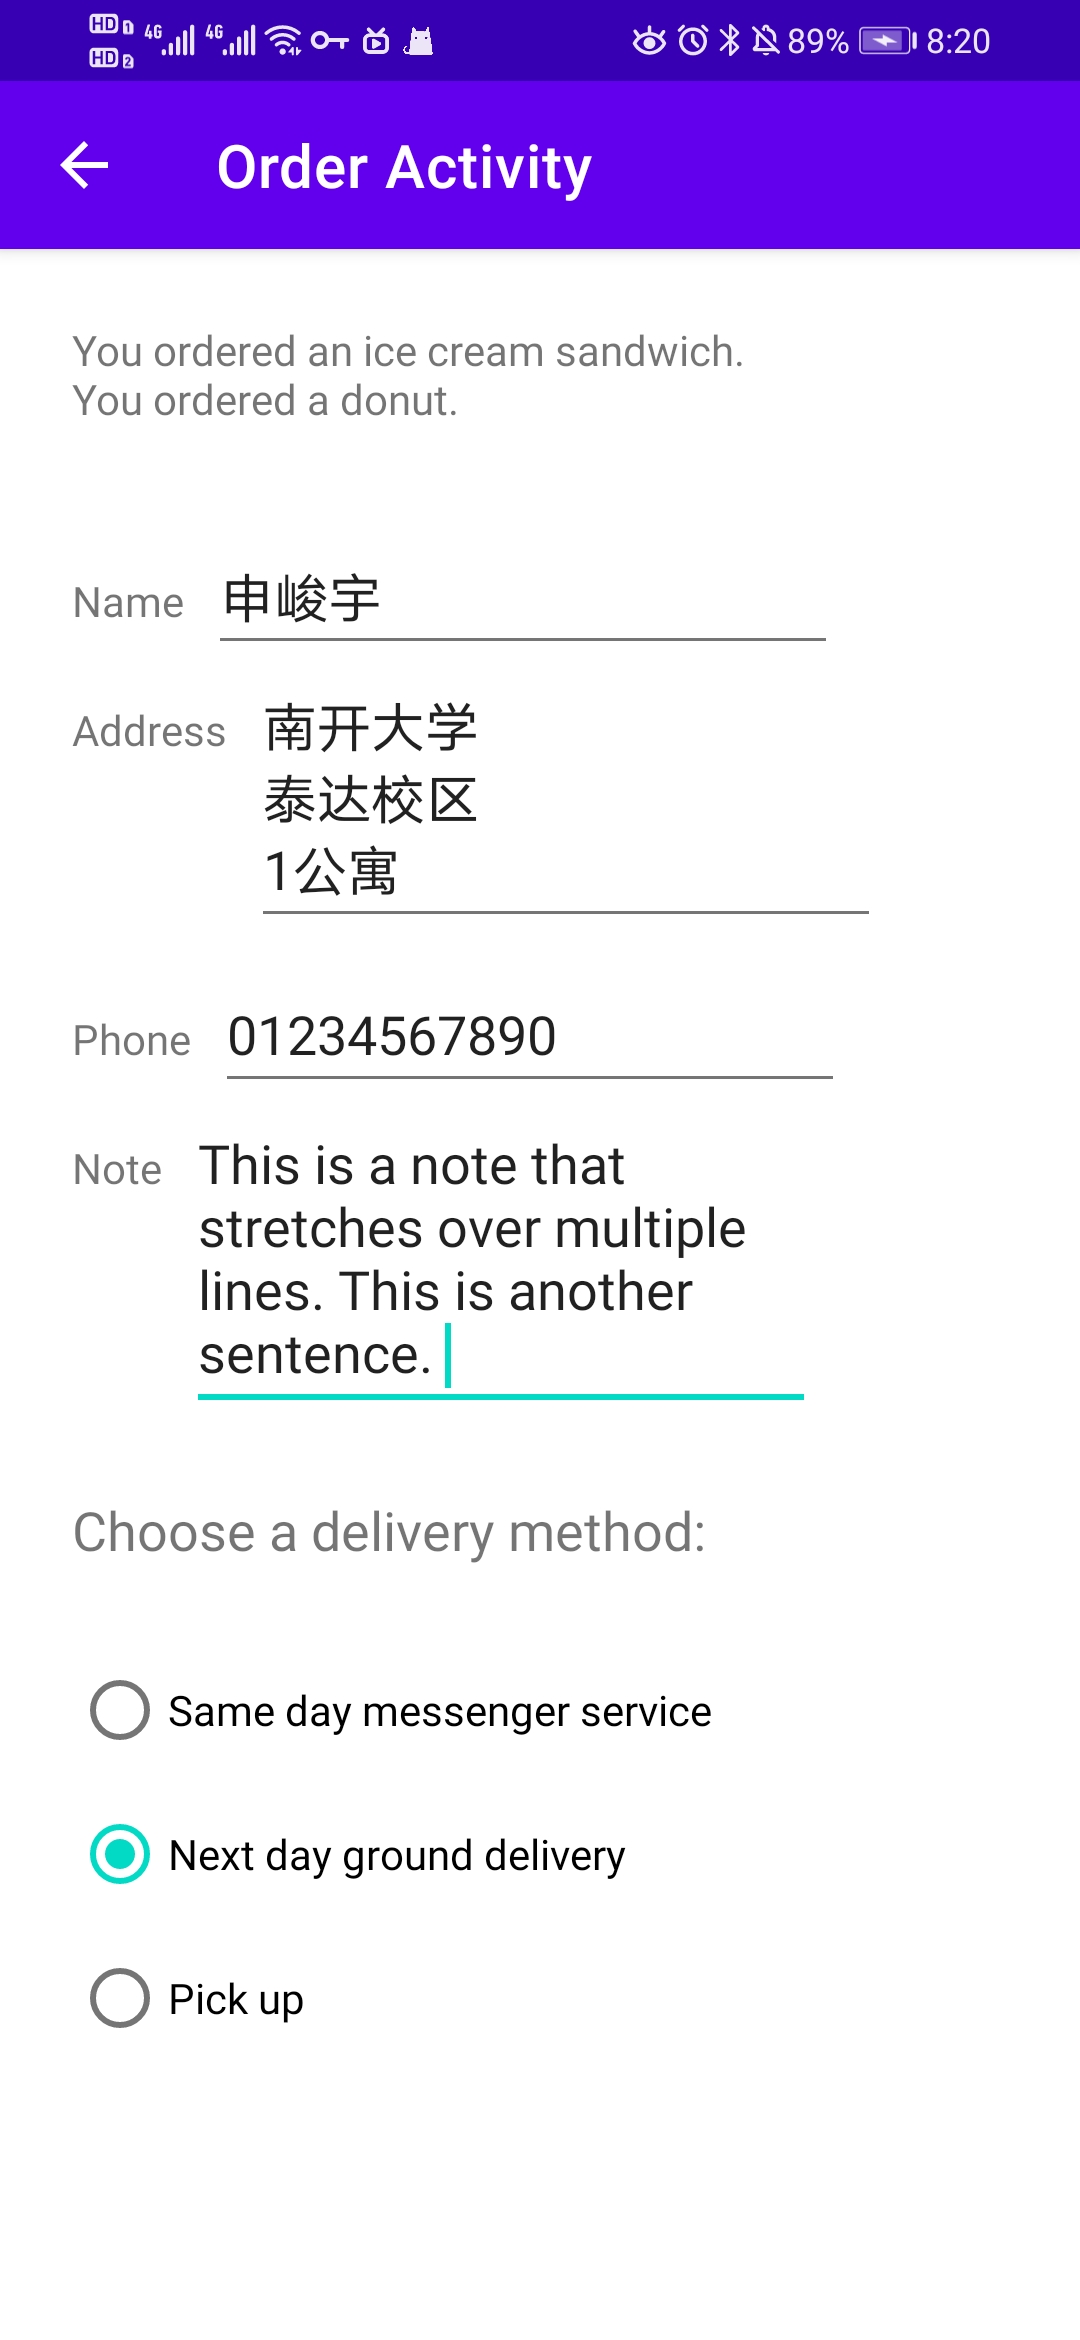 HD 1 4G 4G 89% 8:20
HD 2
Order Activity
You ordered an ice cream sandwich.
You ordered a donut.
Name 申峻宇
Address 南开大学
泰达校区
1公寓
Phone 01234567890
Note This is a note that
stretches over multiple
lines. This is another
sentence.
Choose a delivery method:
Same day messenger service
Next day ground delivery
Pick up